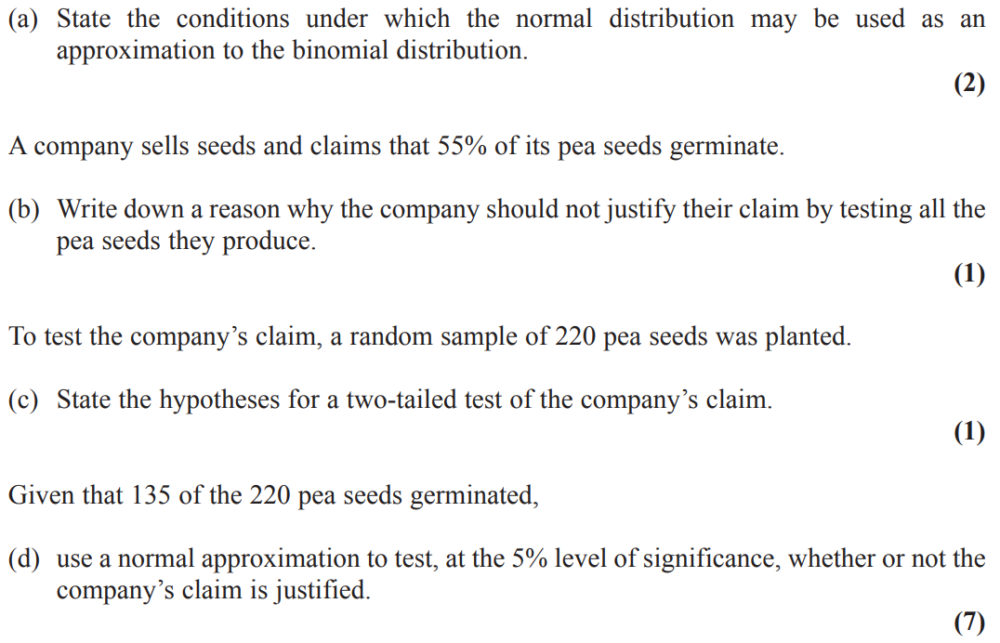 (a) State the conditions under which the normal distribution may be used as an
approximation to the binomial distribution.
(2)
A company sells seeds and claims that 55% of its pea seeds germinate.
(b) Write down a reason why the company should not justify their claim by testing all the
pea seeds they produce.
(1)
To test the company’s claim, a random sample of 220 pea seeds was planted.
(c) State the hypotheses for a two-tailed test of the company’s claim.
(1)
Given that 135 of the 220 pea seeds germinated,
(d) use a normal approximation to test, at the 5% level of significance, whether or not the
company’s claim is justified.
(7)